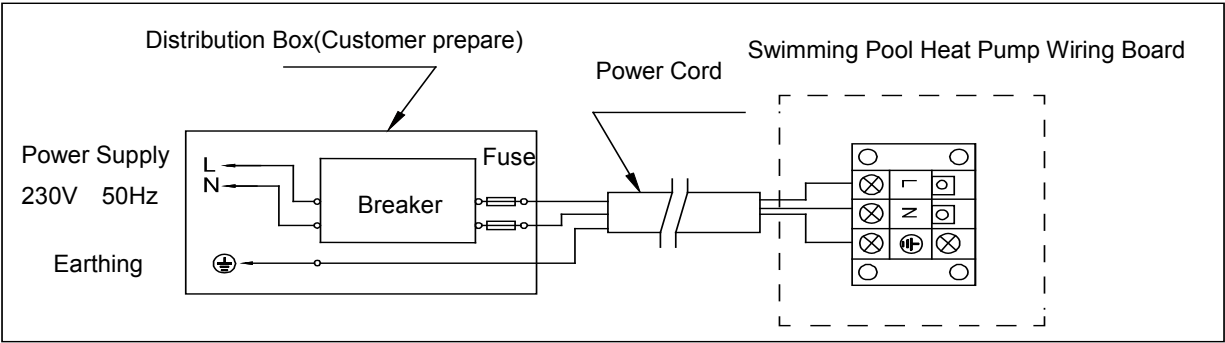 Distribution Box(Customer prepare)
Swimming Pool Heat Pump Wiring Board
Power Cord
Power Supply
230V 50Hz
L
N
Fuse
Breaker
Earthing
L
N